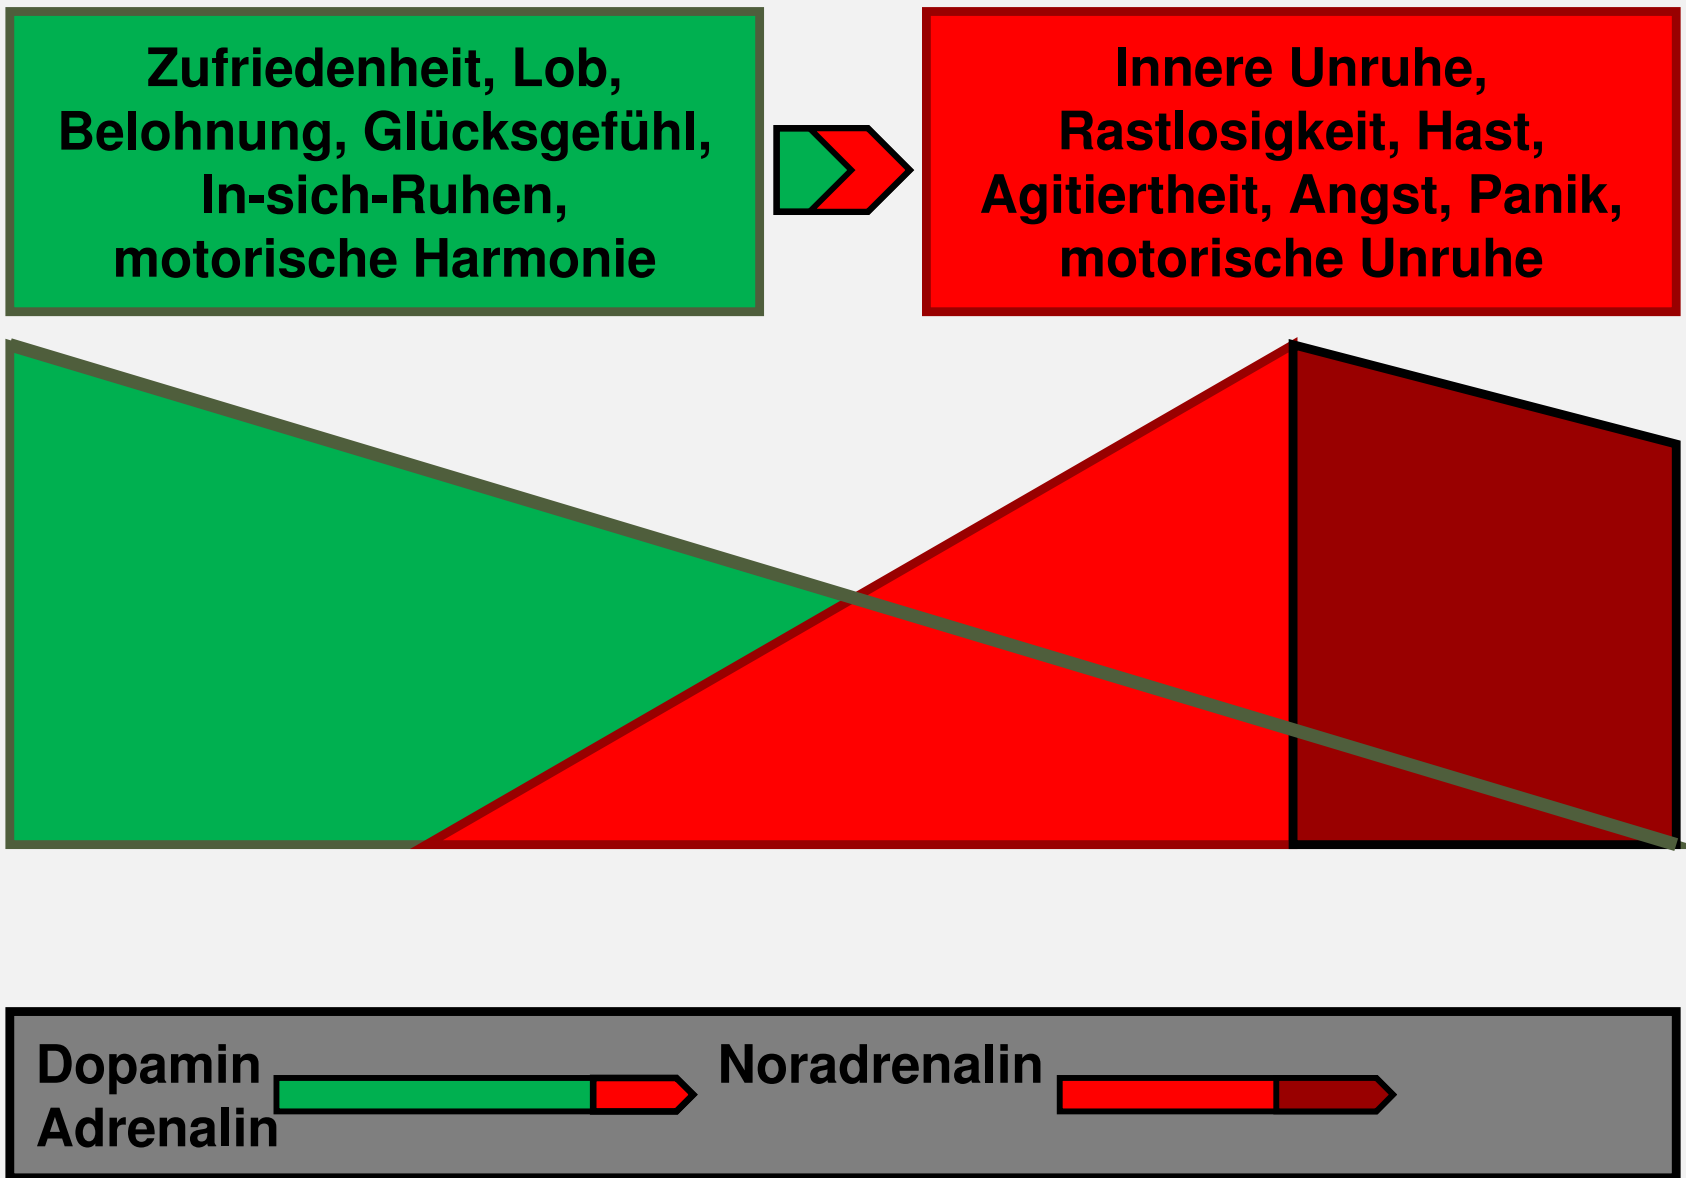 Zufriedenheit, Lob,
Belohnung, Glücksgefühl,
In-sich-Ruhen,
motorische Harmonie
Innere Unruhe,
Rastlosigkeit, Hast,
Agitiertheit, Angst, Panik,
motorische Unruhe
Dopamin Noradrenalin
Adrenalin